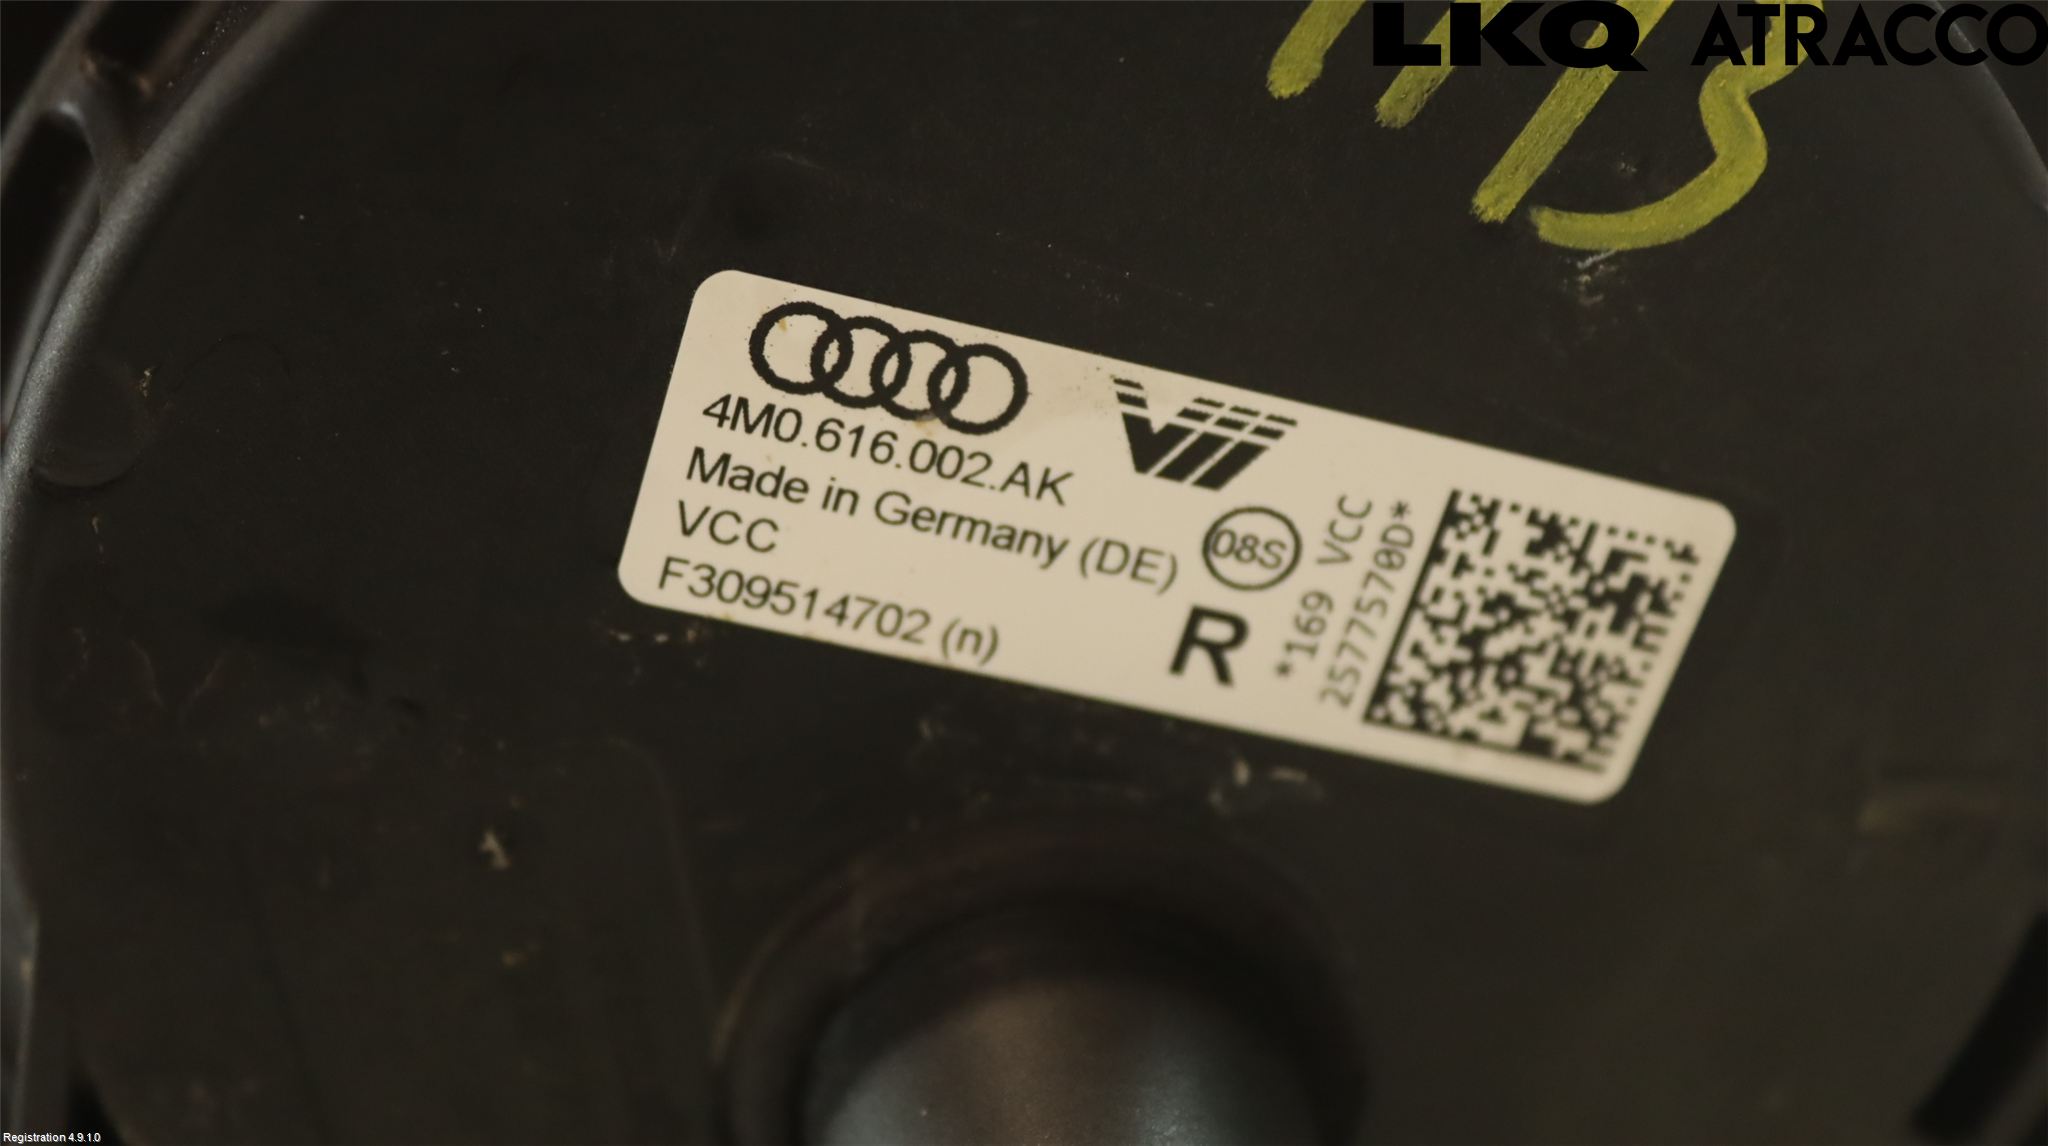 LKQ ATRACCO
4M0.616.002.AK
Made in Germany (DE)
VCC
F309514702 (n)
08S
R
*169 VCC
2577570D*
Registration 4.9.1.0